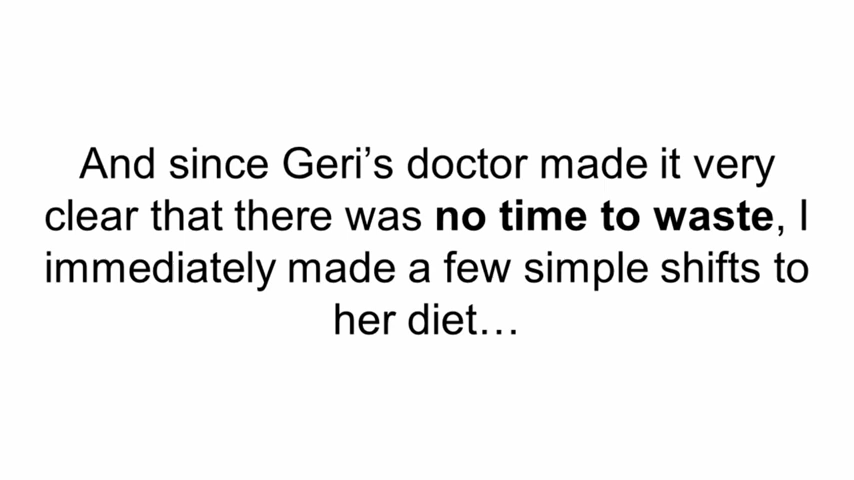 And since Geri’s doctor made it very
clear that there was no time to waste, I
immediately made a few simple shifts to
her diet…